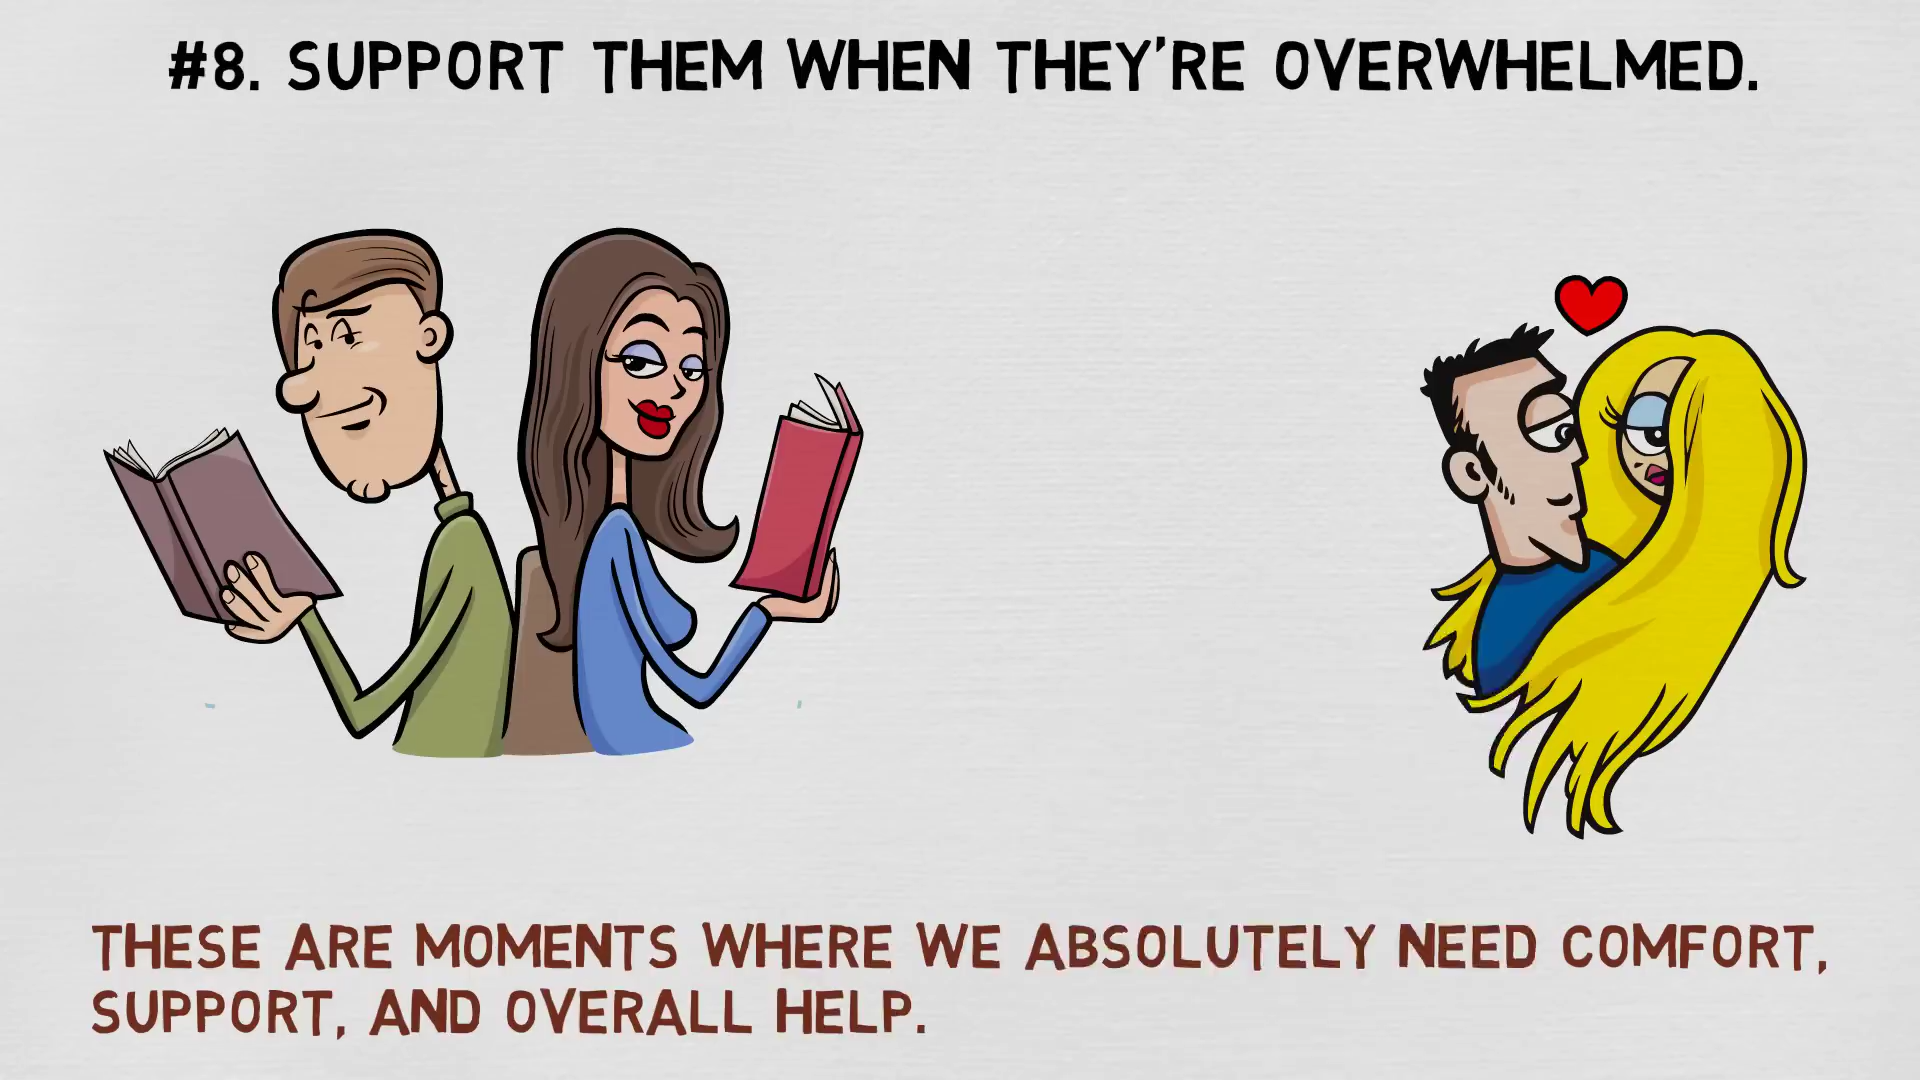 #8. SUPPORT THEM WHEN THEY'RE OVERWHELMED.
THESE ARE MOMENTS WHERE WE ABSOLUTELY NEED COMFORT,
SUPPORT, AND OVERALL HELP.